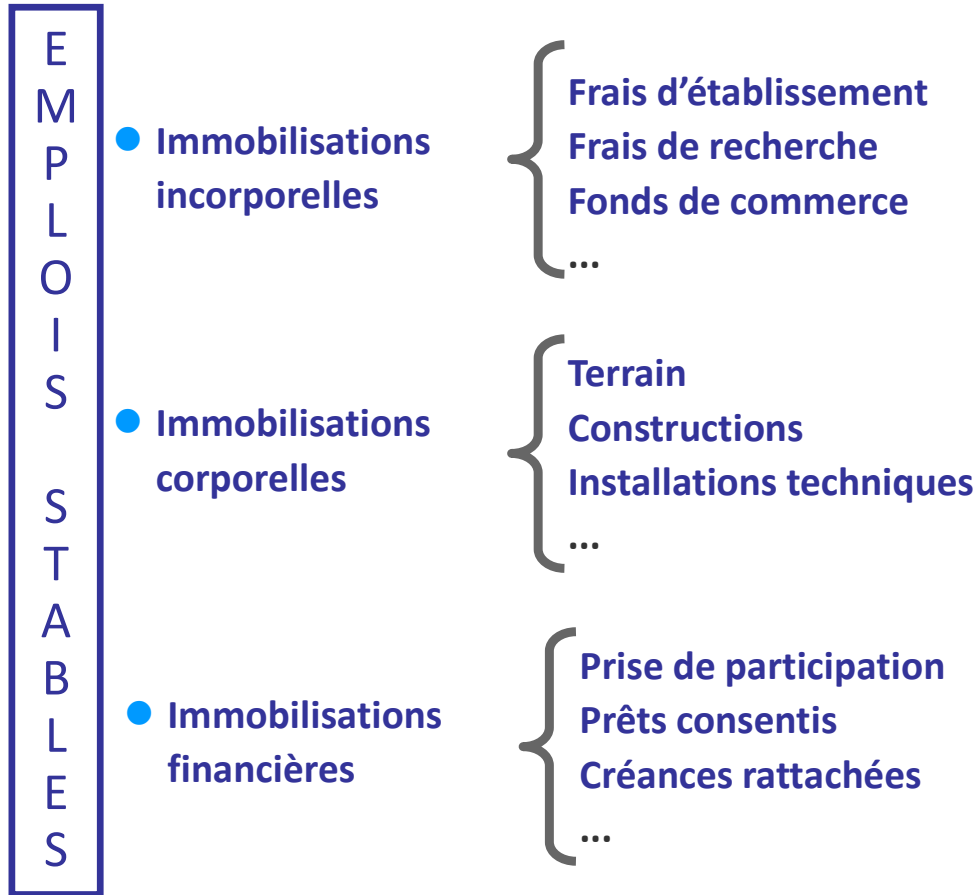 EMPLOIS STABLES
Immobilisations
incorporelles
Frais d'établissement
Frais de recherche
Fonds de commerce
...
Immobilisations
corporelles
Terrain
Constructions
Installations techniques
...
Immobilisations
financières
Prise de participation
Prêts consentis
Créances rattachées
...